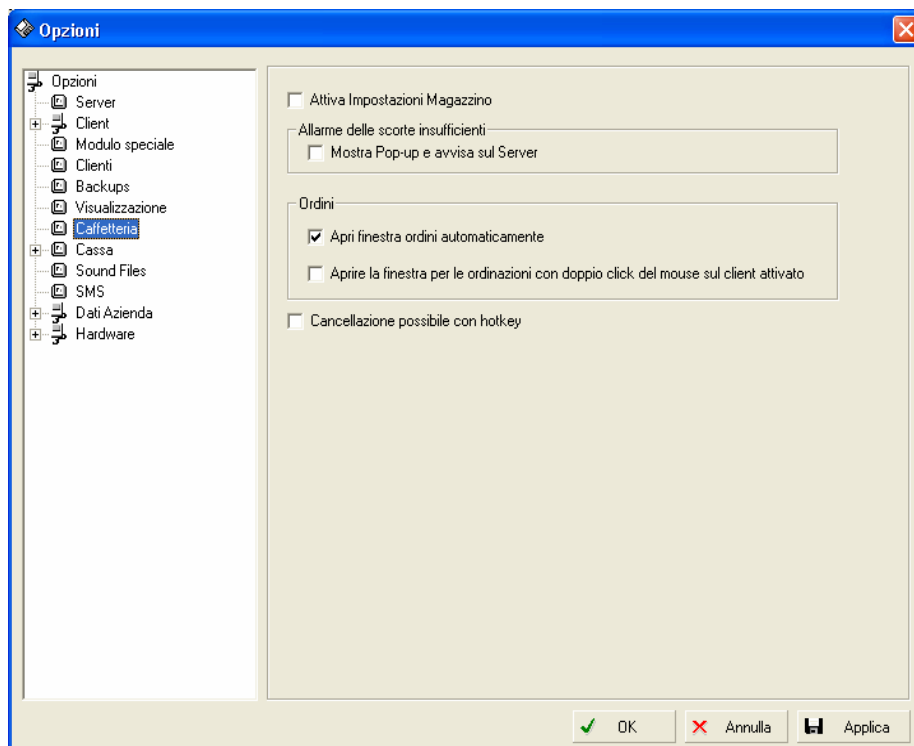 Opzioni
Opzioni
Server
Client
Modulo speciale
Clienti
Backups
Visualizzazione
Caffetteria
Cassa
Sound Files
SMS
Dati Azienda
Hardware
Attiva Impostazioni Magazzino
Allarme delle scorte insufficienti
Mostra Pop-up e avvisa sul Server
Ordini
Apri finestra ordini automaticamente
Aprire la finestra per le ordinazioni con doppio click del mouse sul client attivato
Cancellazione possibile con hotkey
OK Annulla Applica